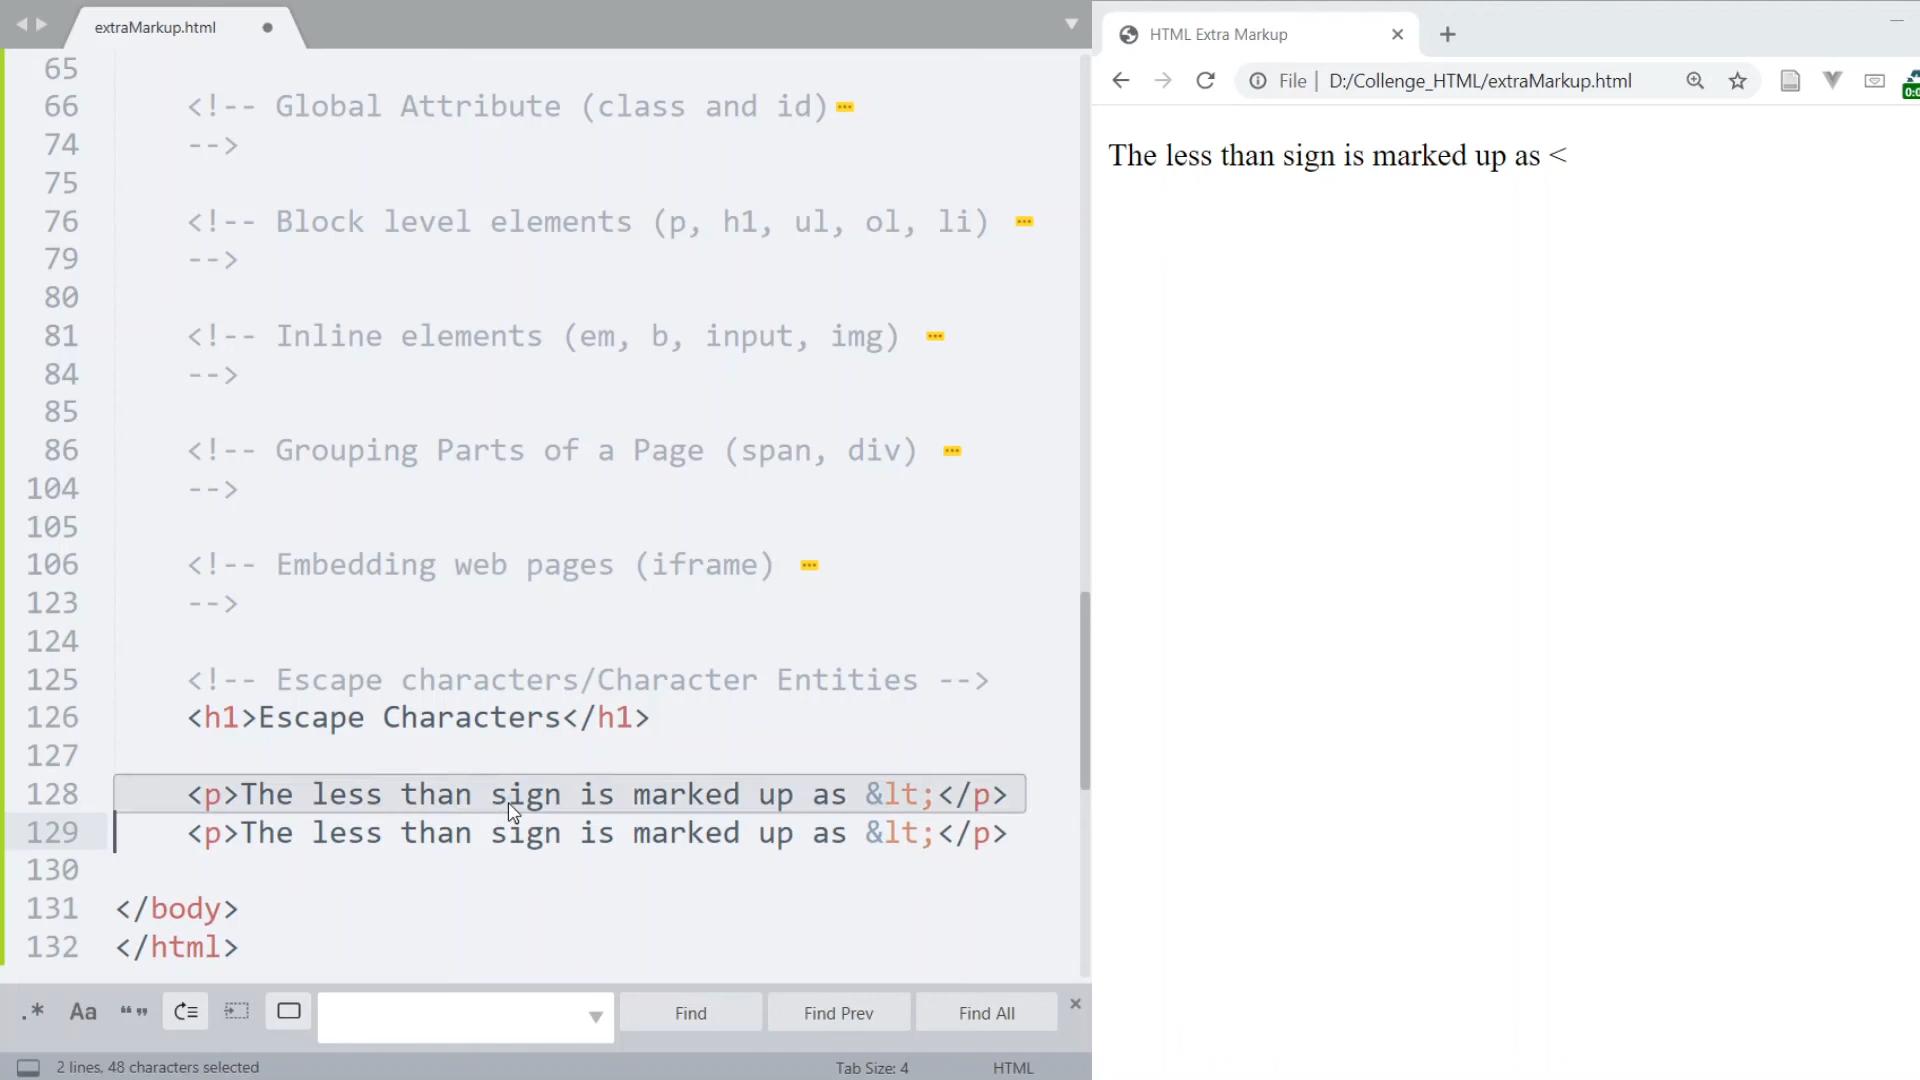 extraMarkup.html
65
66 <!-- Global Attribute (class and id)
74 -->
75
76 <!-- Block level elements (p, h1, ul, ol, li)
79 -->
80
81 <!-- Inline elements (em, b, input, img)
84 -->
85
86 <!-- Grouping Parts of a Page (span, div)
104 -->
105
106 <!-- Embedding web pages (iframe)
123 -->
124
125 <!-- Escape characters/Character Entities -->
126 <h1>Escape Characters</h1>
127
128 <p>The less than sign is marked up as &lt;</p>
129 <p>The less than sign is marked up as &lt;</p>
130
131 </body>
132 </html>
.* Aa “” Find Find Prev Find All
2 lines, 48 characters selected Tab Size: 4 HTML
HTML Extra Markup
File | D:/Collenge_HTML/extraMarkup.html
The less than sign is marked up as <